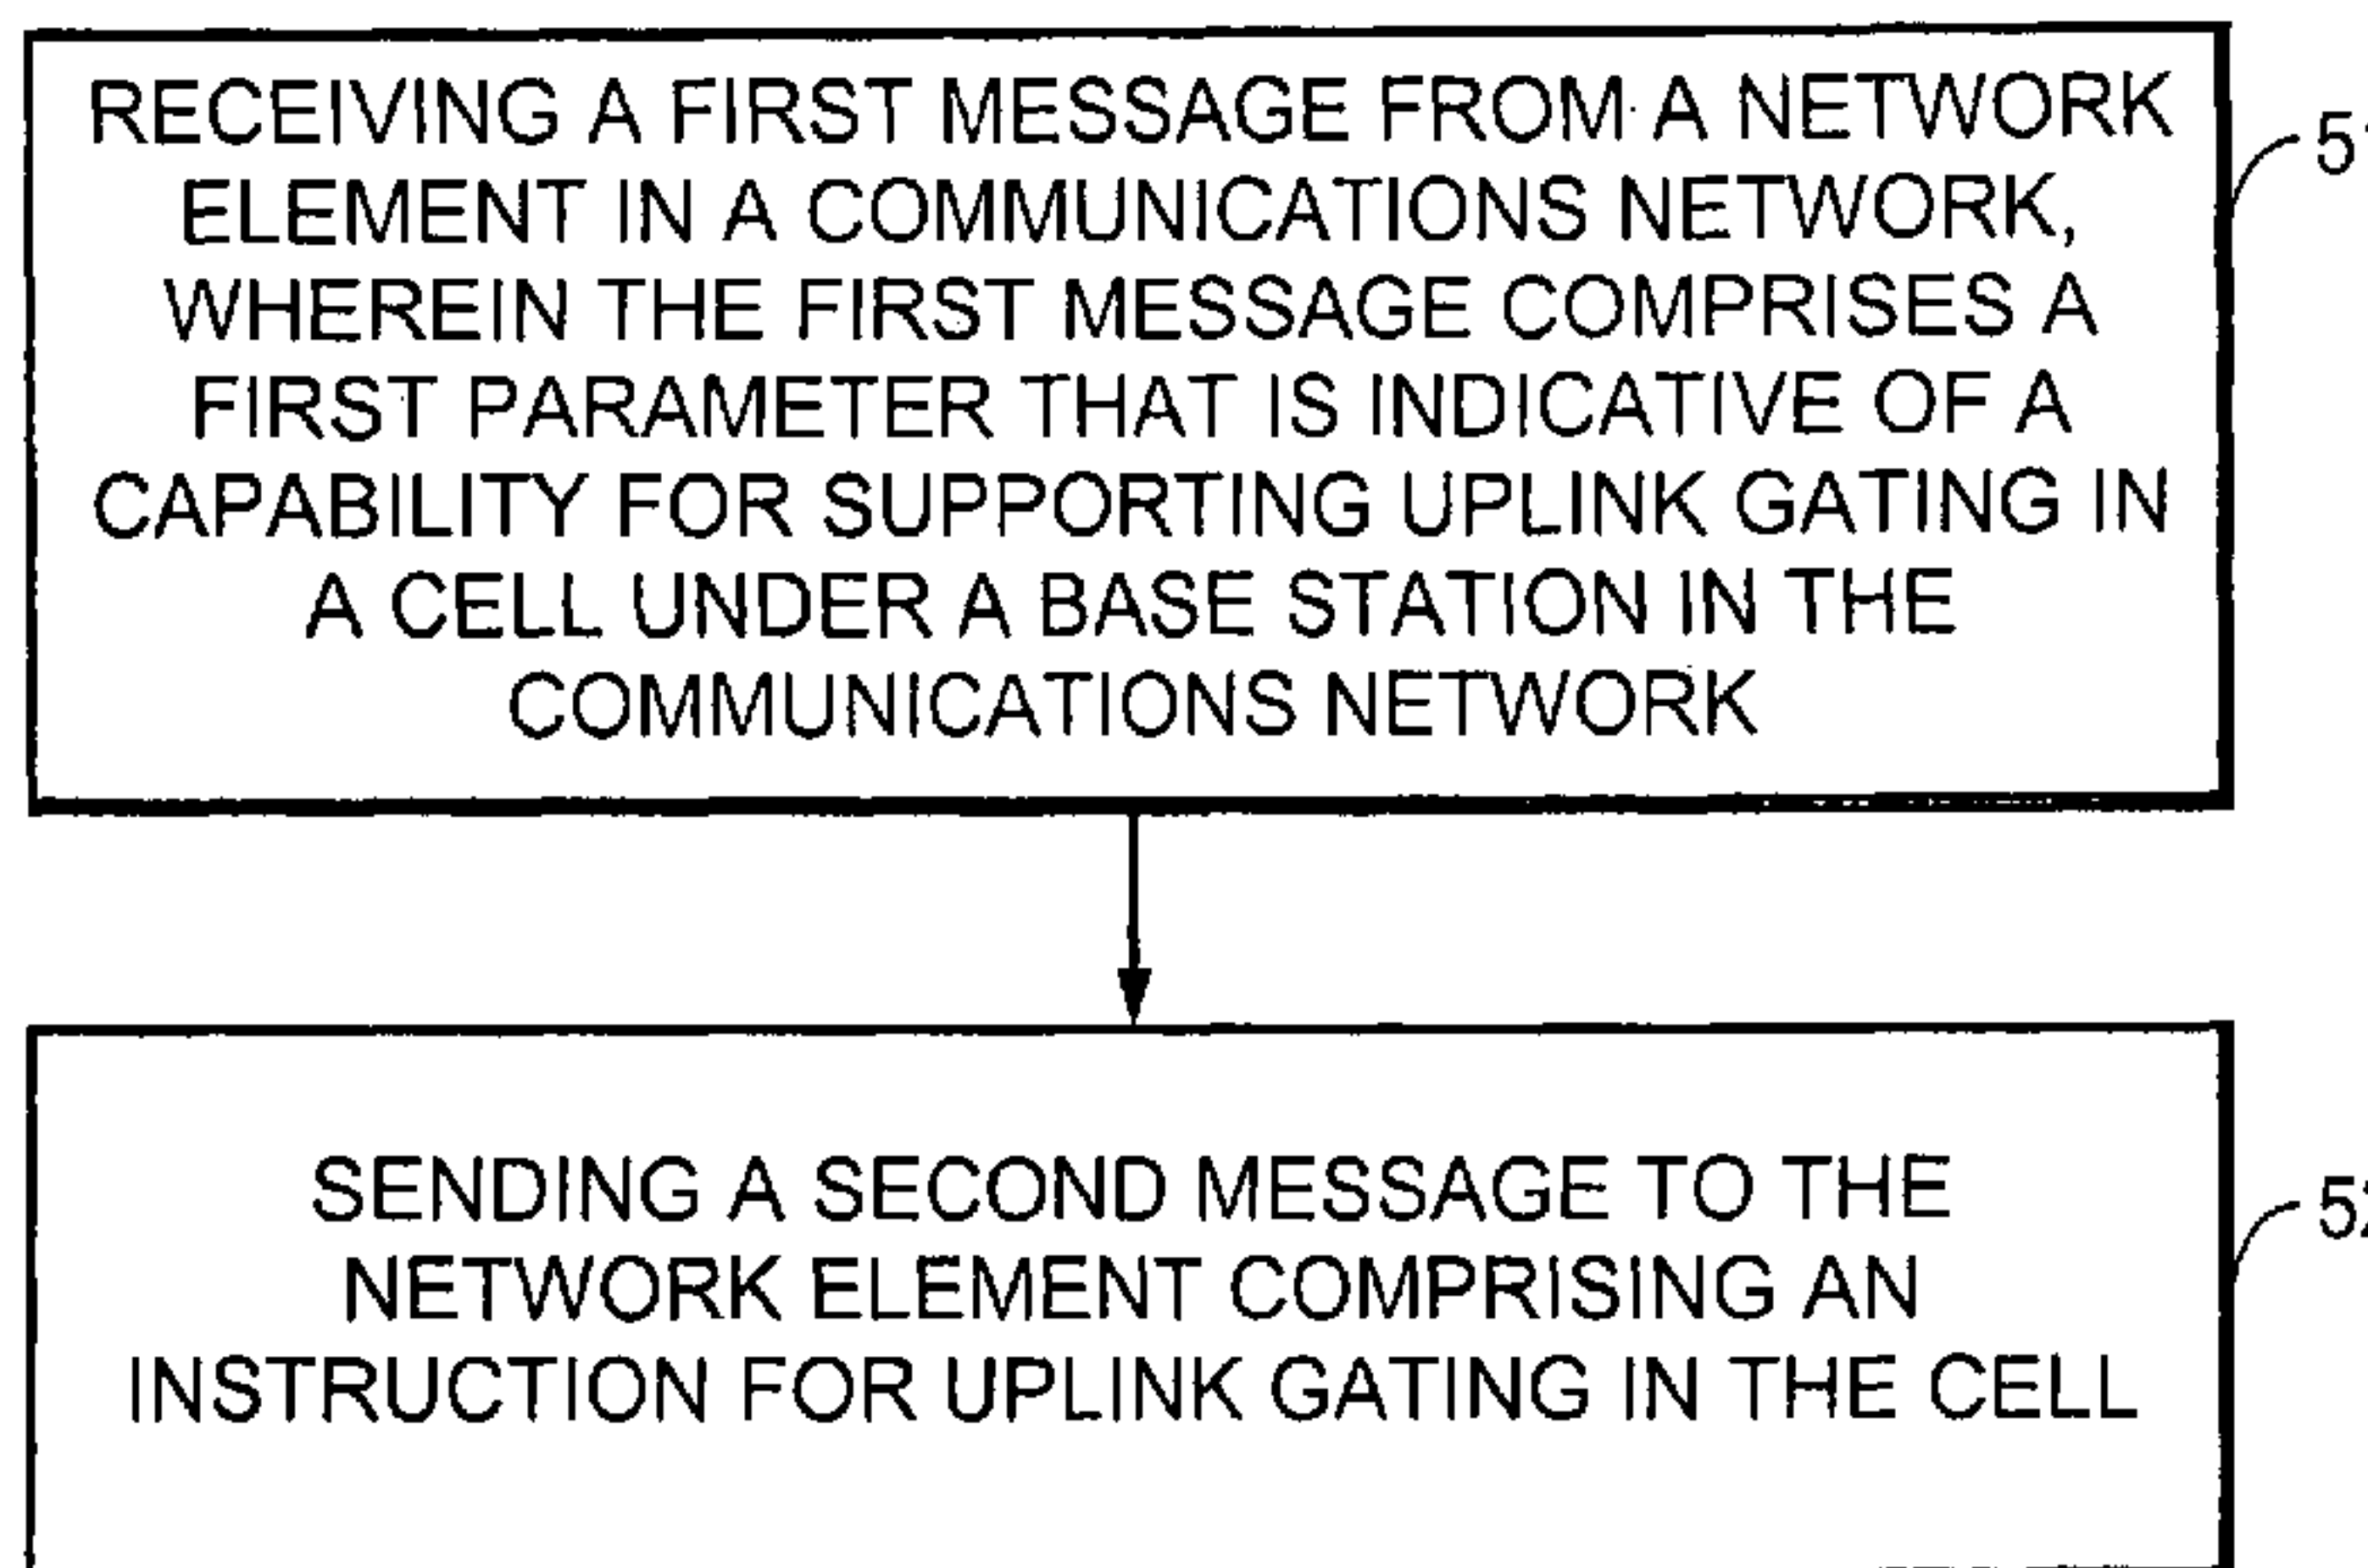 RECEIVING A FIRST MESSAGE FROM A NETWORK
ELEMENT IN A COMMUNICATIONS NETWORK,
WHEREIN THE FIRST MESSAGE COMPRISES A
FIRST PARAMETER THAT IS INDICATIVE OF A
CAPABILITY FOR SUPPORTING UPLINK GATING IN
A CELL UNDER A BASE STATION IN THE
COMMUNICATIONS NETWORK
SENDING A SECOND MESSAGE TO THE
NETWORK ELEMENT COMPRISING AN
INSTRUCTION FOR UPLINK GATING IN THE CELL